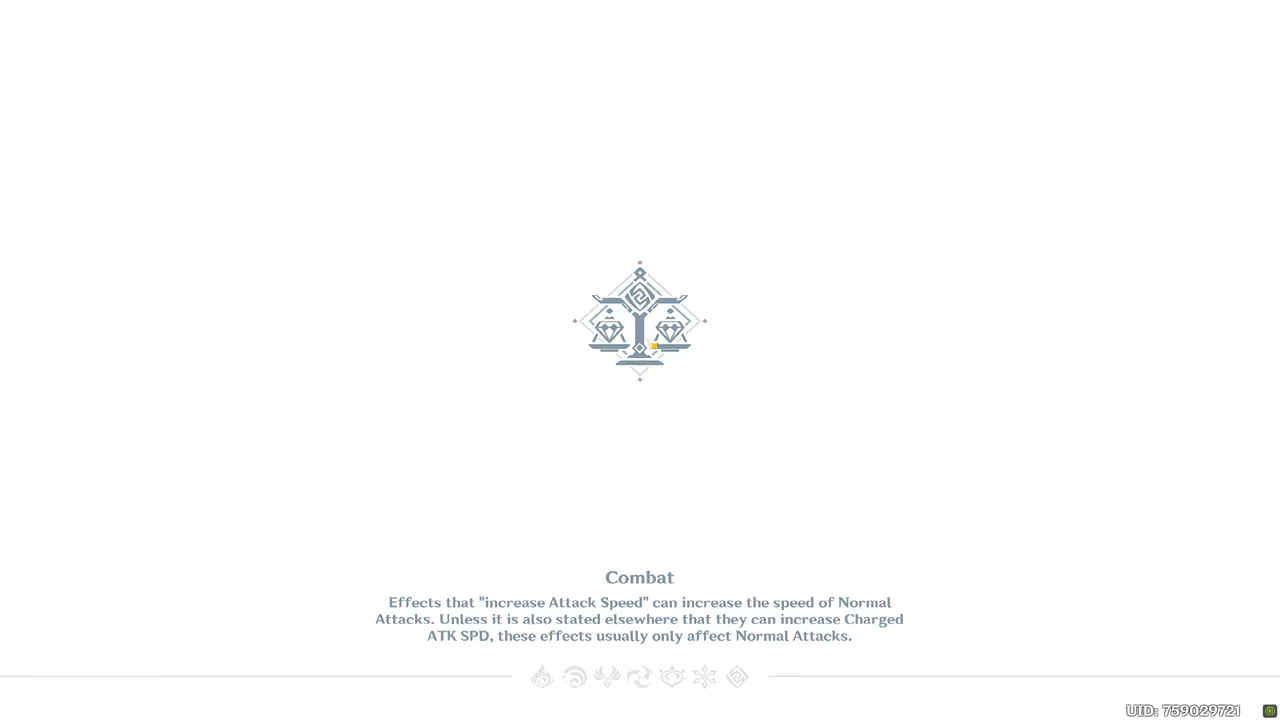 Combat
Effects that "increase Attack Speed" can increase the speed of Normal
Attacks. Unless it is also stated elsewhere that they can increase Charged
ATK SPD, these effects usually only affect Normal Attacks.
UID: 759029721